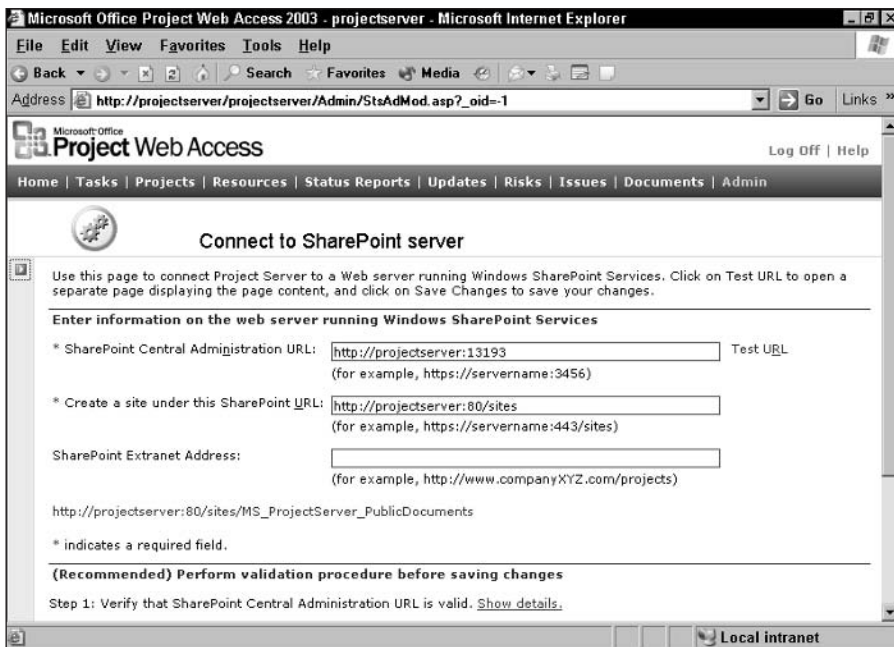 Microsoft Office Project Web Access 2003 - projectserver - Microsoft Internet Explorer
File Edit View Favorites Tools Help
Back Search Favorites Media
Address http://projectserver/projectserver/Admin/StsAdMod.asp?_oid=-1 Go Links »
Microsoft Office
Project Web Access
Log Off | Help
Home | Tasks | Projects | Resources | Status Reports | Updates | Risks | Issues | Documents | Admin
Connect to SharePoint server
Use this page to connect Project Server to a Web server running Windows SharePoint Services. Click on Test URL to open a
separate page displaying the page content, and click on Save Changes to save your changes.
Enter information on the web server running Windows SharePoint Services
* SharePoint Central Administration URL: http://projectserver:13193 Test URL
(for example, https://servername:3456)
* Create a site under this SharePoint URL: http://projectserver:80/sites
(for example, https://servername:443/sites)
SharePoint Extranet Address:
(for example, http://www.companyXYZ.com/projects)
http://projectserver:80/sites/MS_ProjectServer_PublicDocuments
* indicates a required field.
(Recommended) Perform validation procedure before saving changes
Step 1: Verify that SharePoint Central Administration URL is valid. Show details.
Local intranet